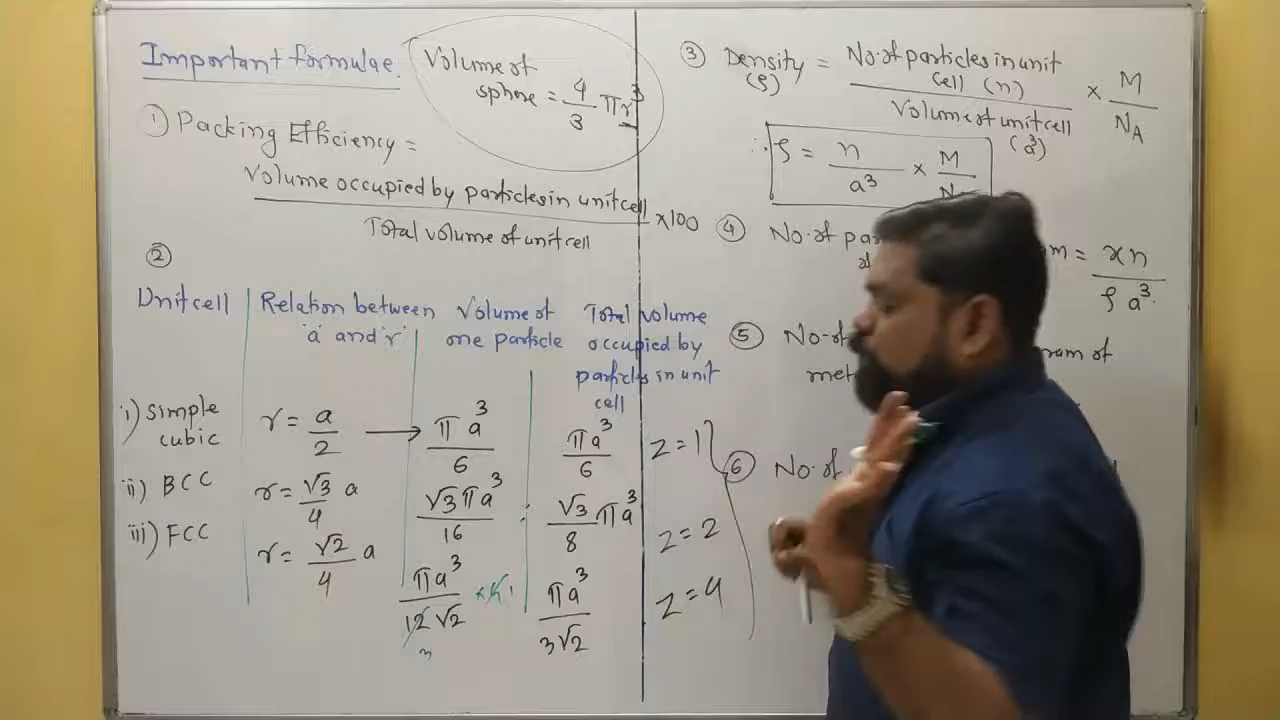 Important formulae.
Volume of
sphere = 4/3 πr³
① Packing Efficiency =
Volume occupied by particles in unit cell / Total volume of unit cell ×100
②
Unit cell | Relation between 'a' and 'r' | Volume of one particle | Total volume occupied by particles in unit cell
i) Simple cubic r = a/2 → πa³/6 πa³/6 z=1
ii) BCC r = √3/4 a √3πa³/16 √3/8 πa³ z=2
iii) FCC r = √2/4 a πa³/12√2 ×4 πa³/3√2 z=4
3
③ Density (ρ) = No. of particles in unit cell (n) / Volume of unit cell (a³) × M/N_A
∴ ρ = n/a³ × M/
④ No. of = xn/ρa³
⑤ No. of of
⑥ No. of